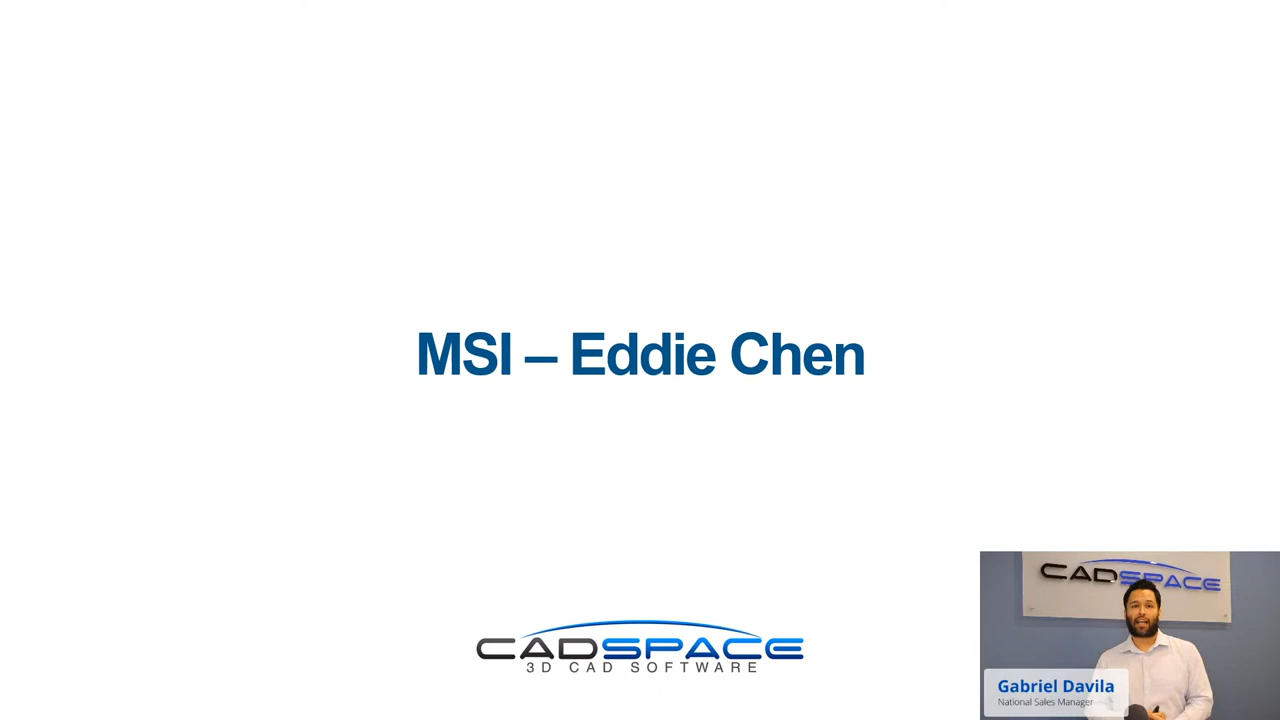 MSI – Eddie Chen
CADSPACE
3D CAD SOFTWARE
CADSPACE
Gabriel Davila
National Sales Manager